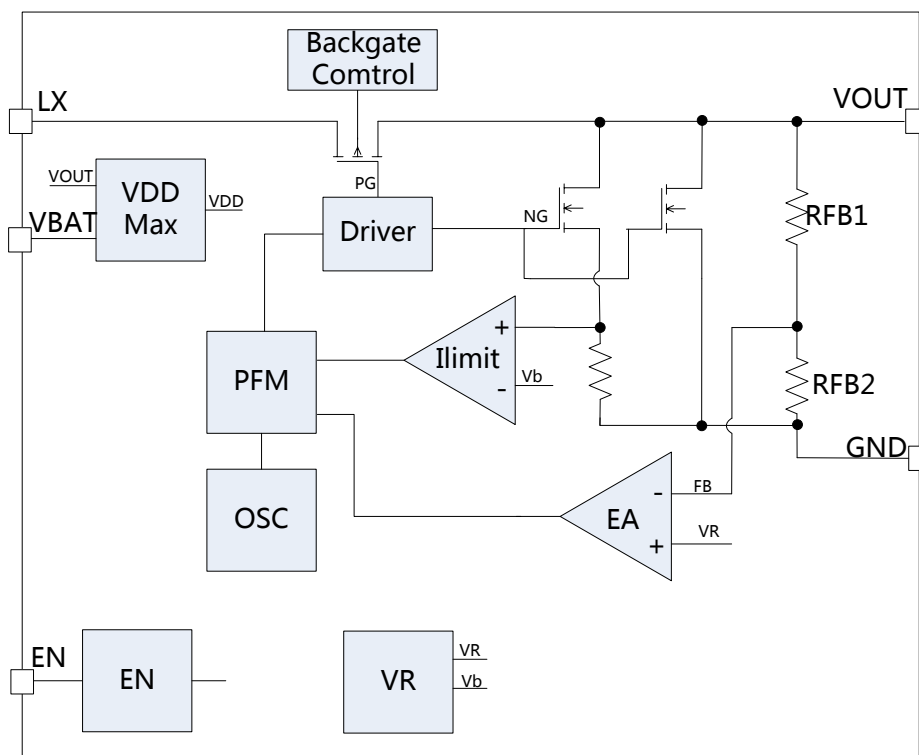 Backgate
Comtrol
LX
VOUT
PG
VOUT
VDD
Max
VDD
VBAT
Driver
NG
RFB1
+
Ilimit
-
Vb
PFM
RFB2
GND
OSC
EA
-
FB
+
VR
EN
EN
VR
VR
Vb